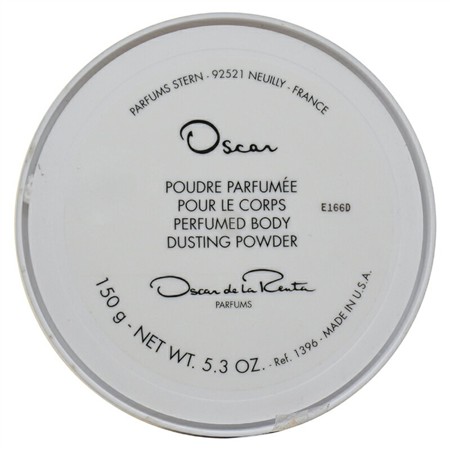 PARFUMS STERN - 92521 NEUILLY - FRANCE
Oscar
POUDRE PARFUMÉE
POUR LE CORPS
PERFUMED BODY
DUSTING POWDER
E166D
Oscar de la Renta
PARFUMS
150 g - NET WT. 5.3 OZ. - Ref. 1396 - MADE IN U.S.A.